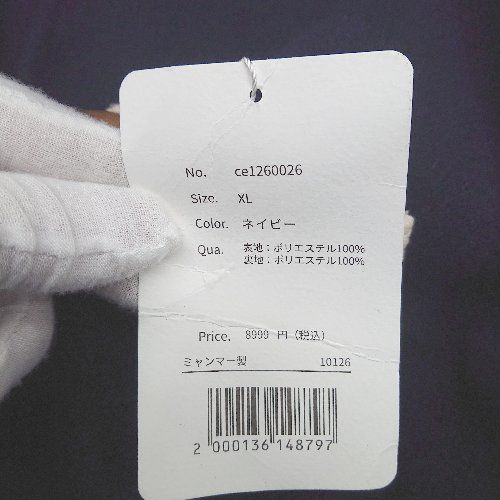 No. ce1260026
Size. XL
Color. ネイビー
Qua. 表地：ポリエステル100%
裏地：ポリエステル100%
Price. 8999 円（税込）
ミャンマー製 10126
2 000136 148797